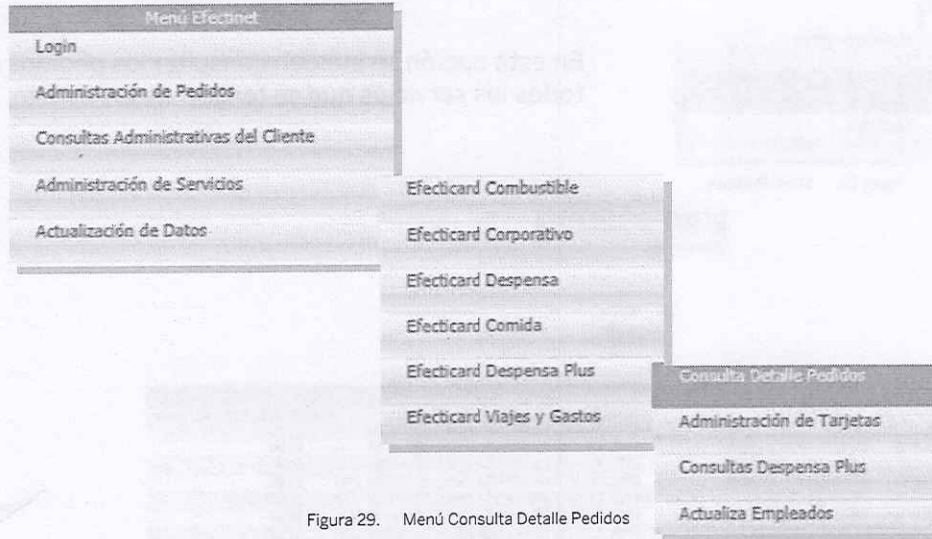 Menú Efectinet
Login
Administración de Pedidos
Consultas Administrativas del Cliente
Administración de Servicios
Actualización de Datos
Efecticard Combustible
Efecticard Corporativo
Efecticard Despensa
Efecticard Comida
Efecticard Despensa Plus
Efecticard Viajes y Gastos
Consulta Detalle Pedidos
Administración de Tarjetas
Consultas Despensa Plus
Actualiza Empleados
Figura 29. Menú Consulta Detalle Pedidos